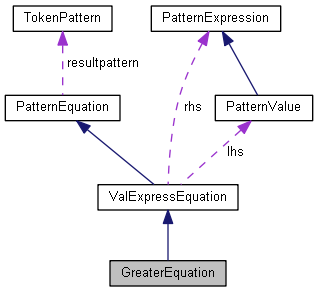 TokenPattern
PatternExpression
resultpattern
PatternEquation
rhs
PatternValue
lhs
ValExpressEquation
GreaterEquation